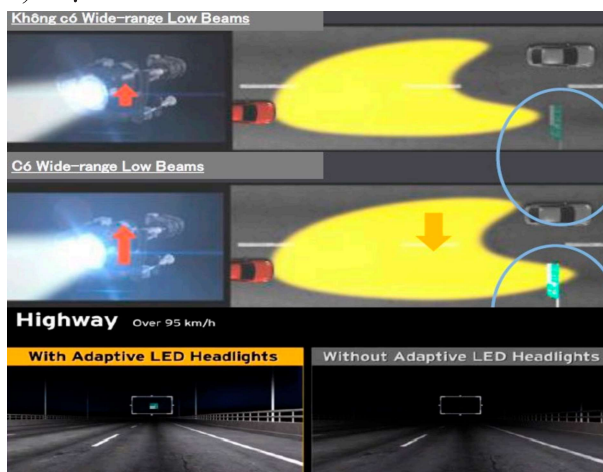 Không có Wide-range Low Beams
Có Wide-range Low Beams
Highway Over 95 km/h
With Adaptive LED Headlights
Without Adaptive LED Headlights